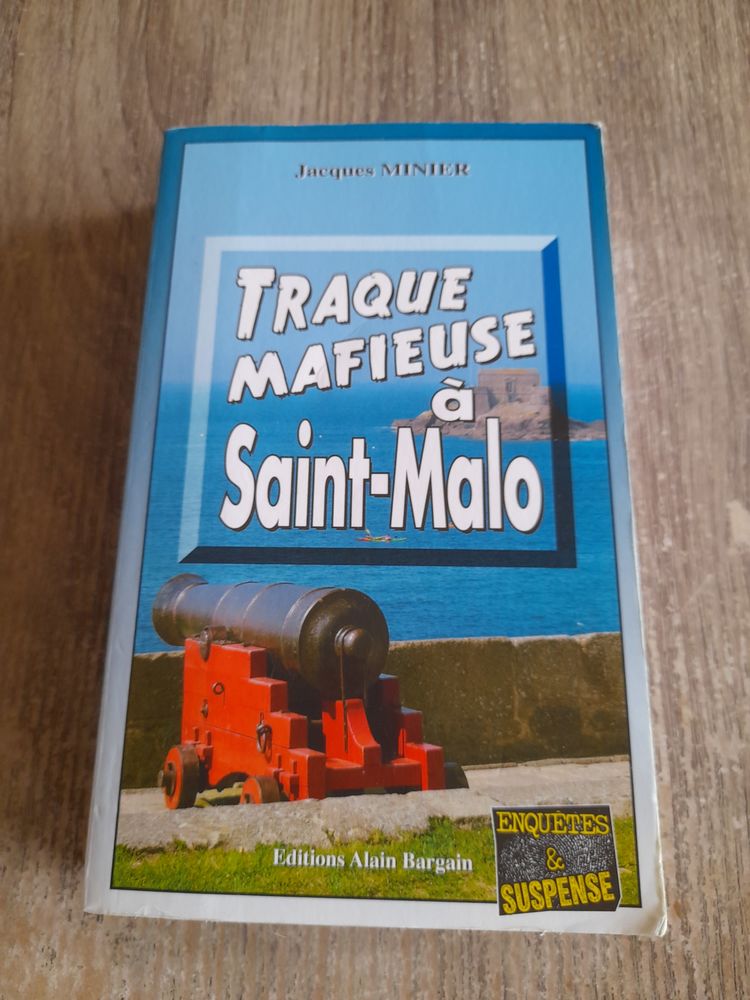 Jacques MINIER
TRAQUE
MAFIEUSE
à
Saint-Malo
Editions Alain Bargain
ENQUÊTES
&
SUSPENSE